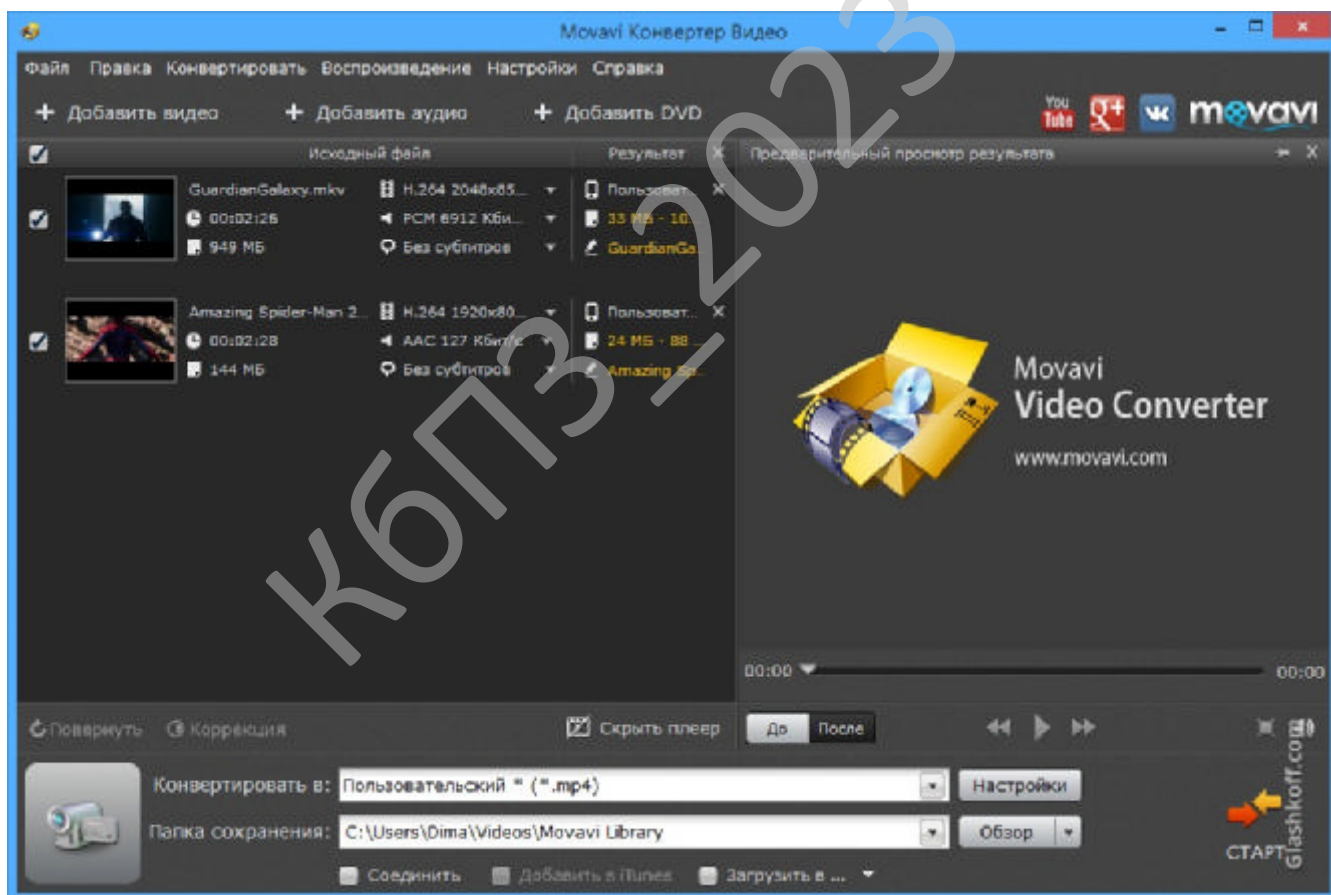 Movavi Конвертер Видео
Файл Правка Конвертировать Воспроизведение Настройки Справка
+ Добавить видео + Добавить аудио + Добавить DVD
You Tube g+ movavi
Исходный файл Результат X Предварительный просмотр результата X
GuardianGalaxy.mkv H.264 2048x85... Пользоват...
00:02:26 PCM 6912 Кби... 33 МБ - 10...
949 МБ Без субтитров GuardianGa...
Amazing Spider-Man 2... H.264 1920x80... Пользоват...
00:02:28 AAC 127 Кбит/с 24 МБ - 88 ...
144 МБ Без субтитров Amazing Sp...
Movavi
Video Converter
www.movavi.com
00:00 00:00
Повернуть Коррекция Скрыть плеер До После
Конвертировать в: Пользовательский * (*.mp4) Настройки
Папка сохранения: C:\Users\Dima\Videos\Movavi Library Обзор
СТАРТ
Соединить Добавить в iTunes Загрузить в ...
Glashkoff.com
КбПЗ_2023